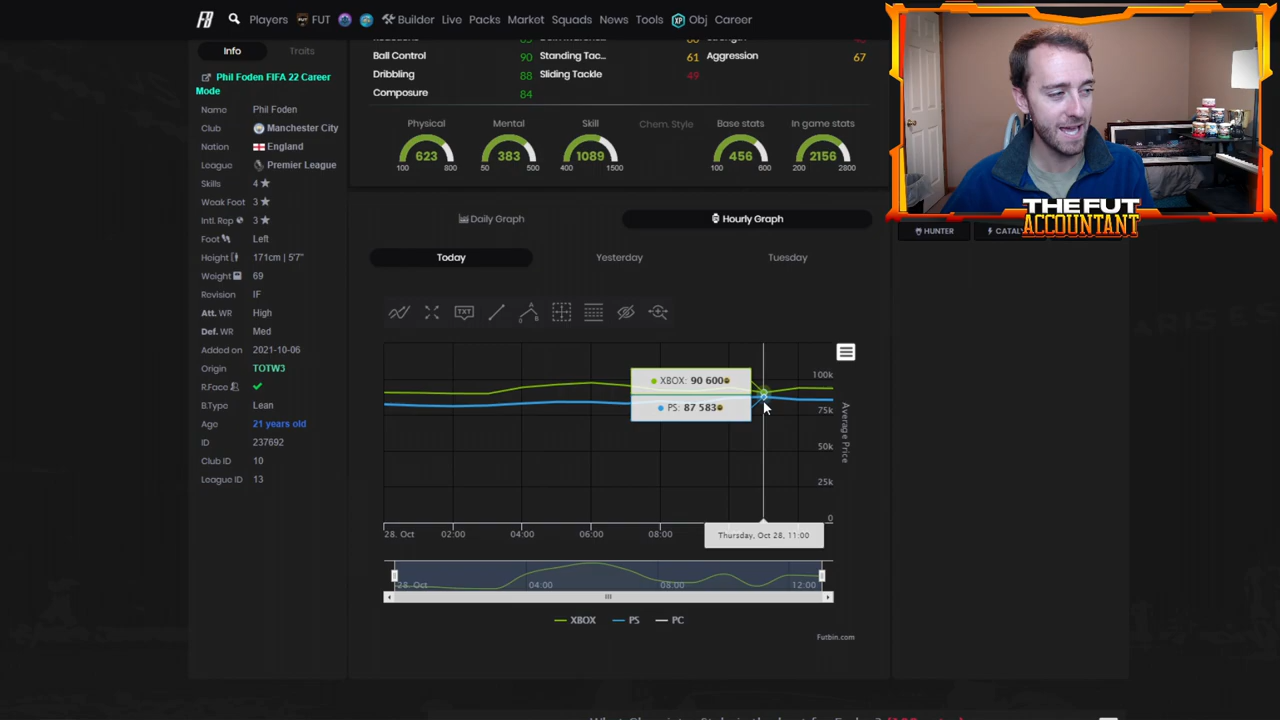 FB Players FUT Builder Live Packs Market Squads News Tools XP Obj Career
Info Traits
Phil Foden FIFA 22 Career
Mode
Name Phil Foden
Club Manchester City
Nation England
League Premier League
Skills 4★
Weak Foot 3★
Intl. Rep 3★
Foot Left
Height 171cm | 5'7"
Weight 69
Revision IF
Att. WR High
Def. WR Med
Added on 2021-10-06
Origin TOTW3
R.Face
B.Type Lean
Age 21 years old
ID 237692
Club ID 10
League ID 13
Ball Control 90 Standing Tac... 61 Aggression 67
Dribbling 88 Sliding Tackle 49
Composure 84
Physical Mental Skill Chem. Style Base stats In game stats
623 383 1089 456 2156
100 800 50 500 400 1500 100 600 200 2800
Daily Graph Hourly Graph
Today Yesterday Tuesday
TXT
A
XBOX: 90 600
PS: 87 583
100k
75k
50k
25k
0
Average Price
28. Oct 02:00 04:00 06:00 08:00
Thursday, Oct 28, 11:00
28. Oct 04:00 08:00 12:00
XBOX PS PC
Futbin.com
THE FUT
ACCOUNTANT
HUNTER CATALY